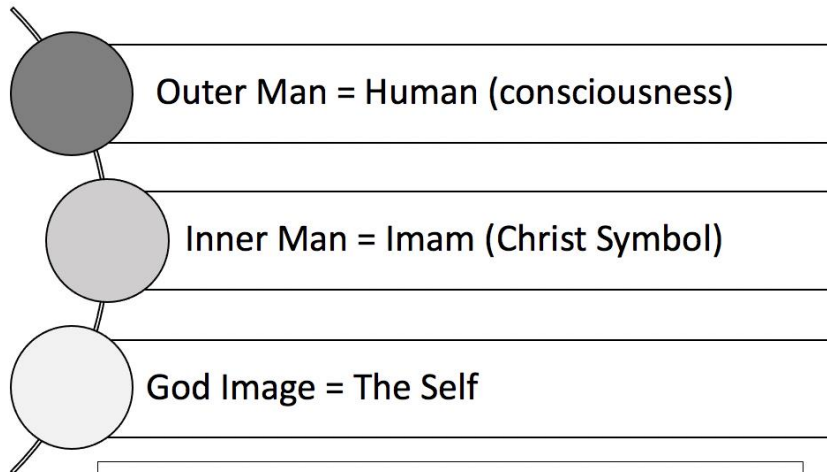 Outer Man = Human (consciousness)
Inner Man = Imam (Christ Symbol)
God Image = The Self